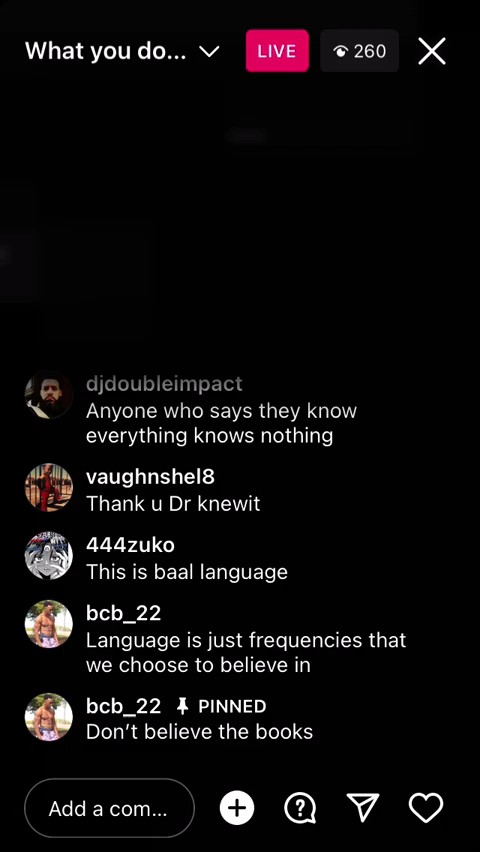 What you do...
LIVE
260
djdoubleimpact
Anyone who says they know
everything knows nothing
vaughnshel8
Thank u Dr knewit
444zuko
This is baal language
bcb_22
Language is just frequencies that
we choose to believe in
bcb_22 PINNED
Don’t believe the books
Add a com...